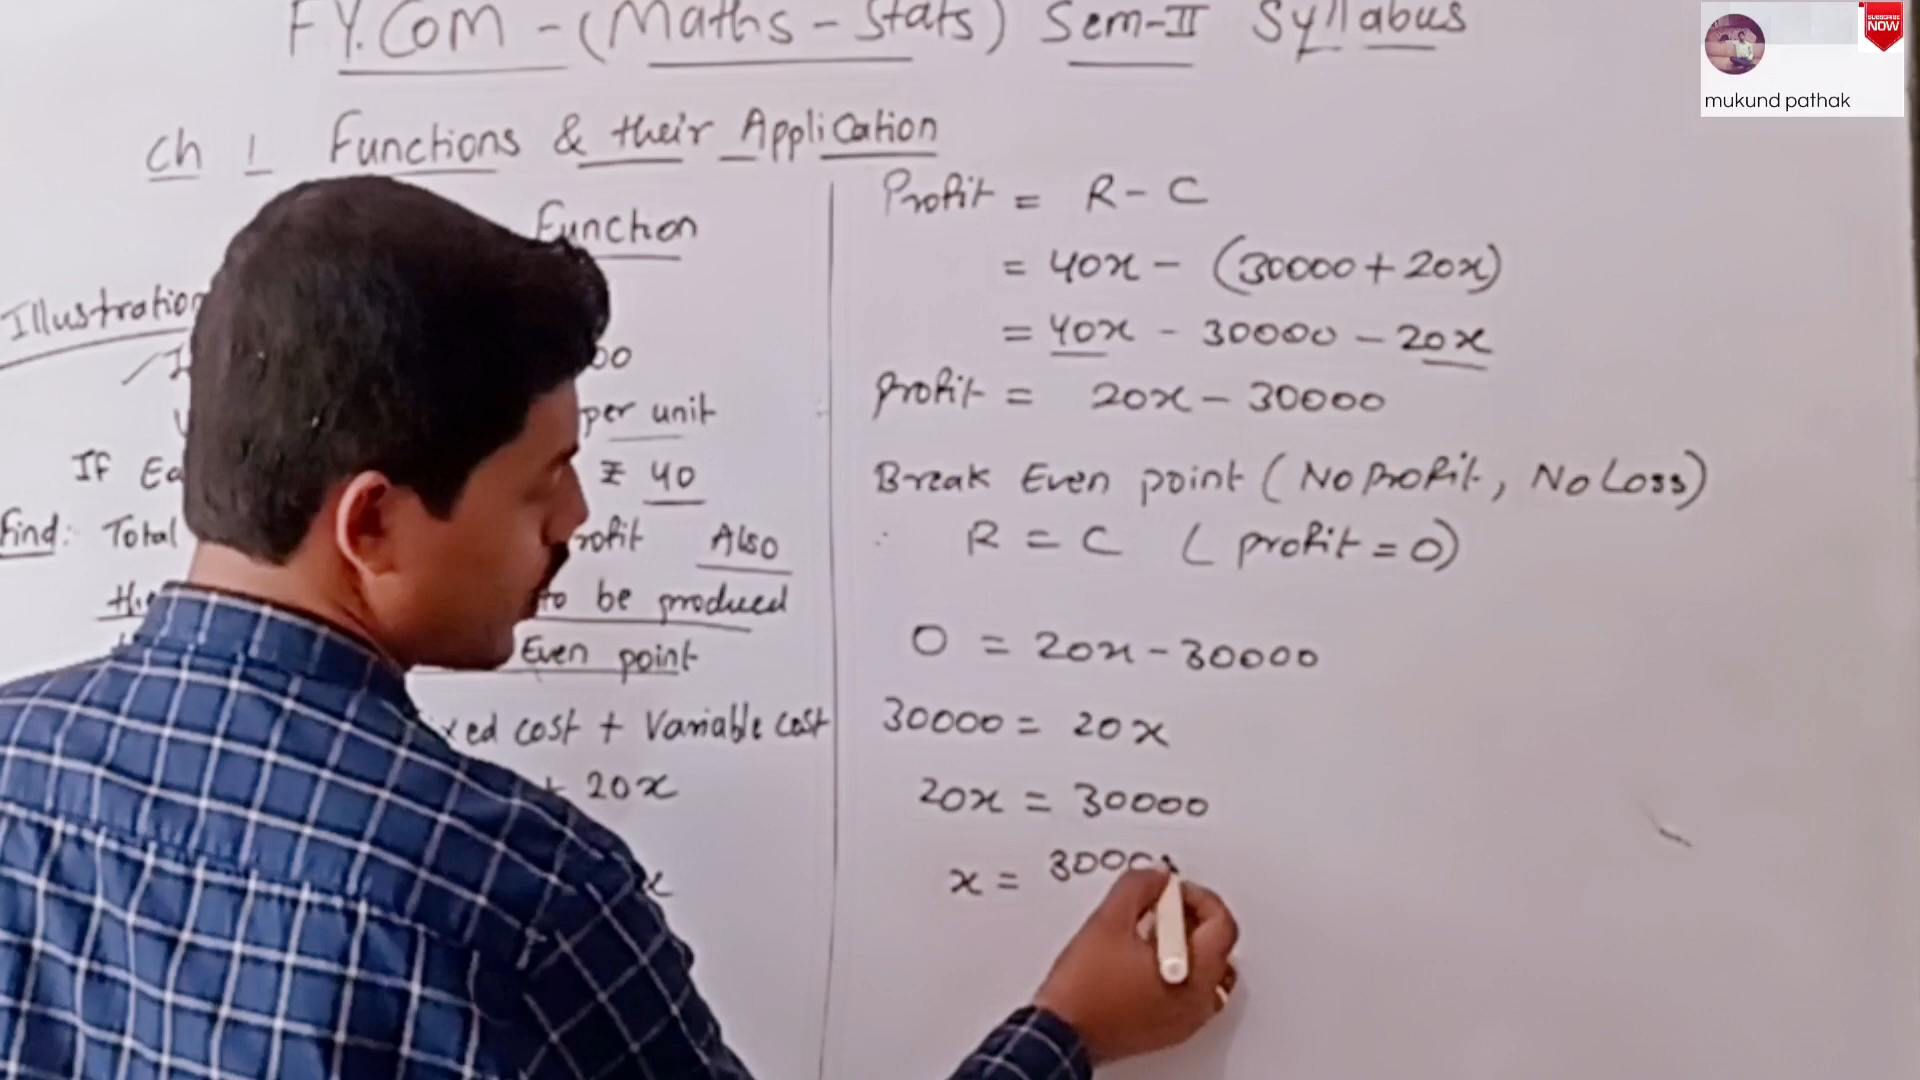 FY.Com - (Maths - Stats) Sem-II Syllabus
SUBSCRIBE NOW
mukund pathak
Ch 1 Functions & their Application
Function
Illustration
00
per unit
IF Ea ₹ 40
Find: Total rofit Also
to be produced
Even point
xed cost + Variable cost
+ 20x
x
Profit = R - C
= 40x - (30000 + 20x)
= 40x - 30000 - 20x
profit = 20x - 30000
Break Even point (No Profit, No Loss)
∴ R = C ( profit = 0)
0 = 20x - 30000
30000 = 20x
20x = 30000
x = 3000